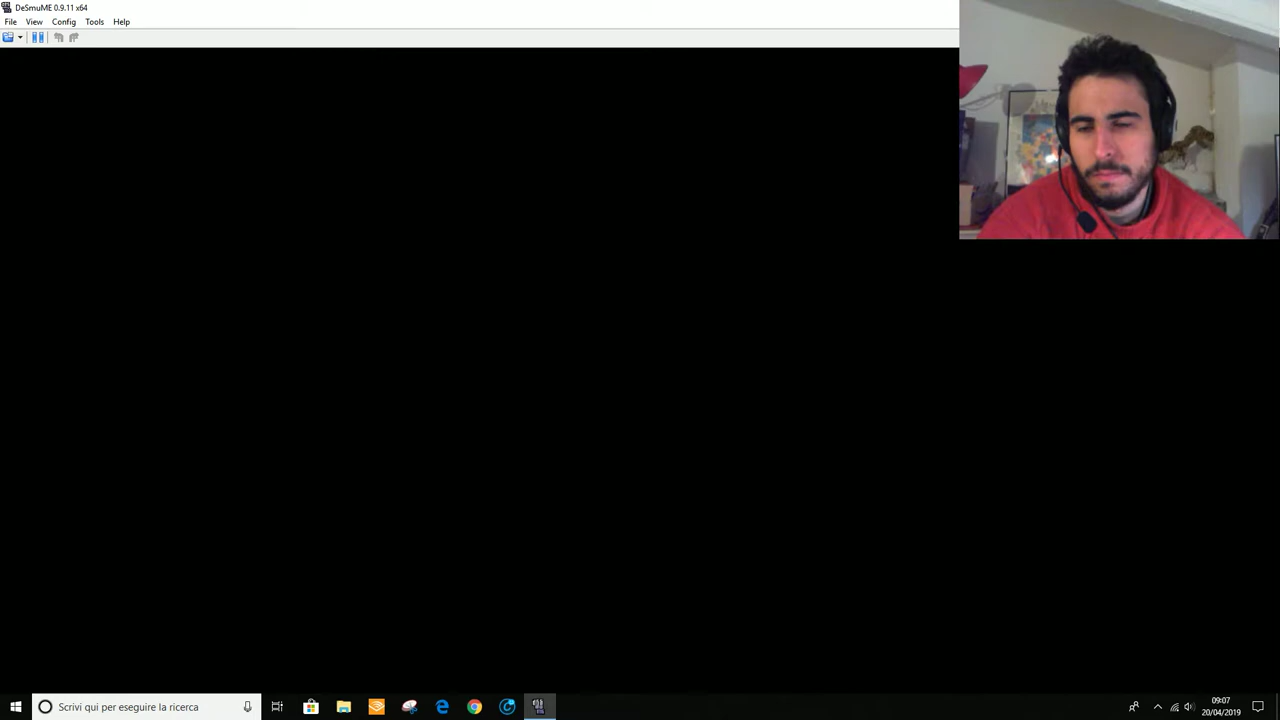 DeSmuME 0.9.11 x64
File View Config Tools Help
Scrivi qui per eseguire la ricerca
09:07
20/04/2019